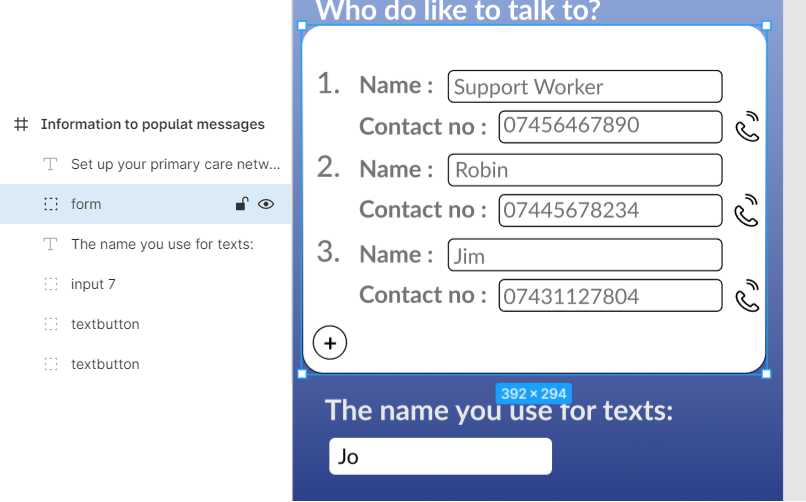 Information to populat messages
Set up your primary care netw...
form
The name you use for texts:
input 7
textbutton
textbutton
Who do like to talk to?
1. Name : Support Worker
Contact no : 07456467890
2. Name : Robin
Contact no : 07445678234
3. Name : Jim
Contact no : 07431127804
+
392 × 294
The name you use for texts:
Jo